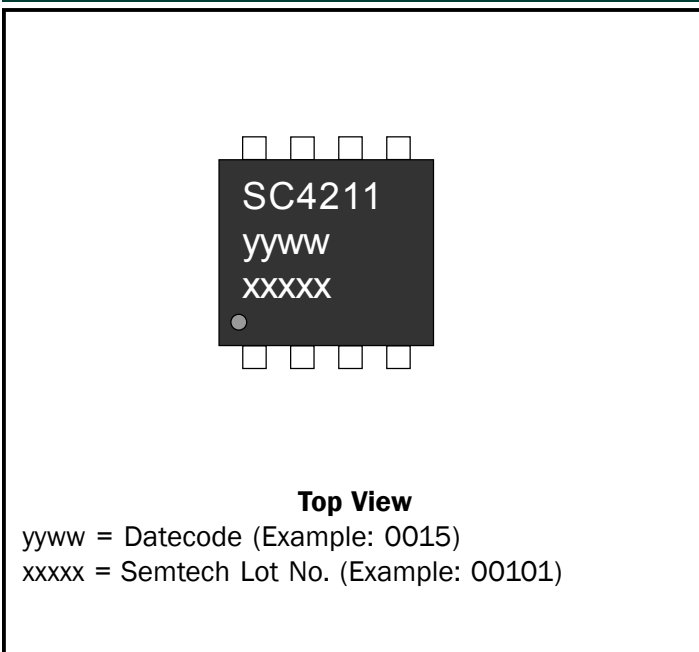 SC4211
yyww
xxxxx
Top View
yyww = Datecode (Example: 0015)
xxxxx = Semtech Lot No. (Example: 00101)